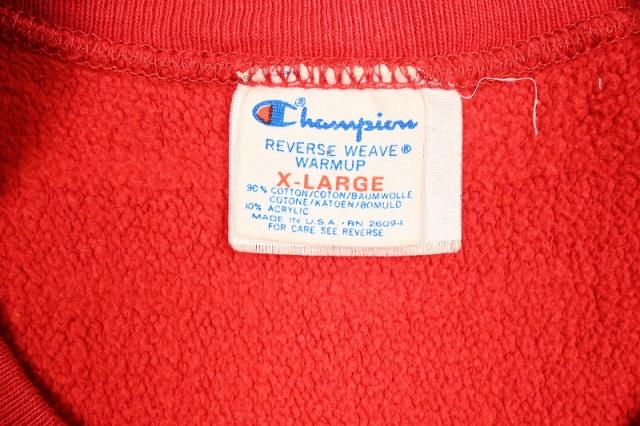 Champion®
REVERSE WEAVE®
WARMUP
X-LARGE
90% COTTON/COTON/BAUMWOLLE
COTONE/KATOEN/BOMULD
10% ACRYLIC
MADE IN U.S.A. · RN 26094
FOR CARE SEE REVERSE